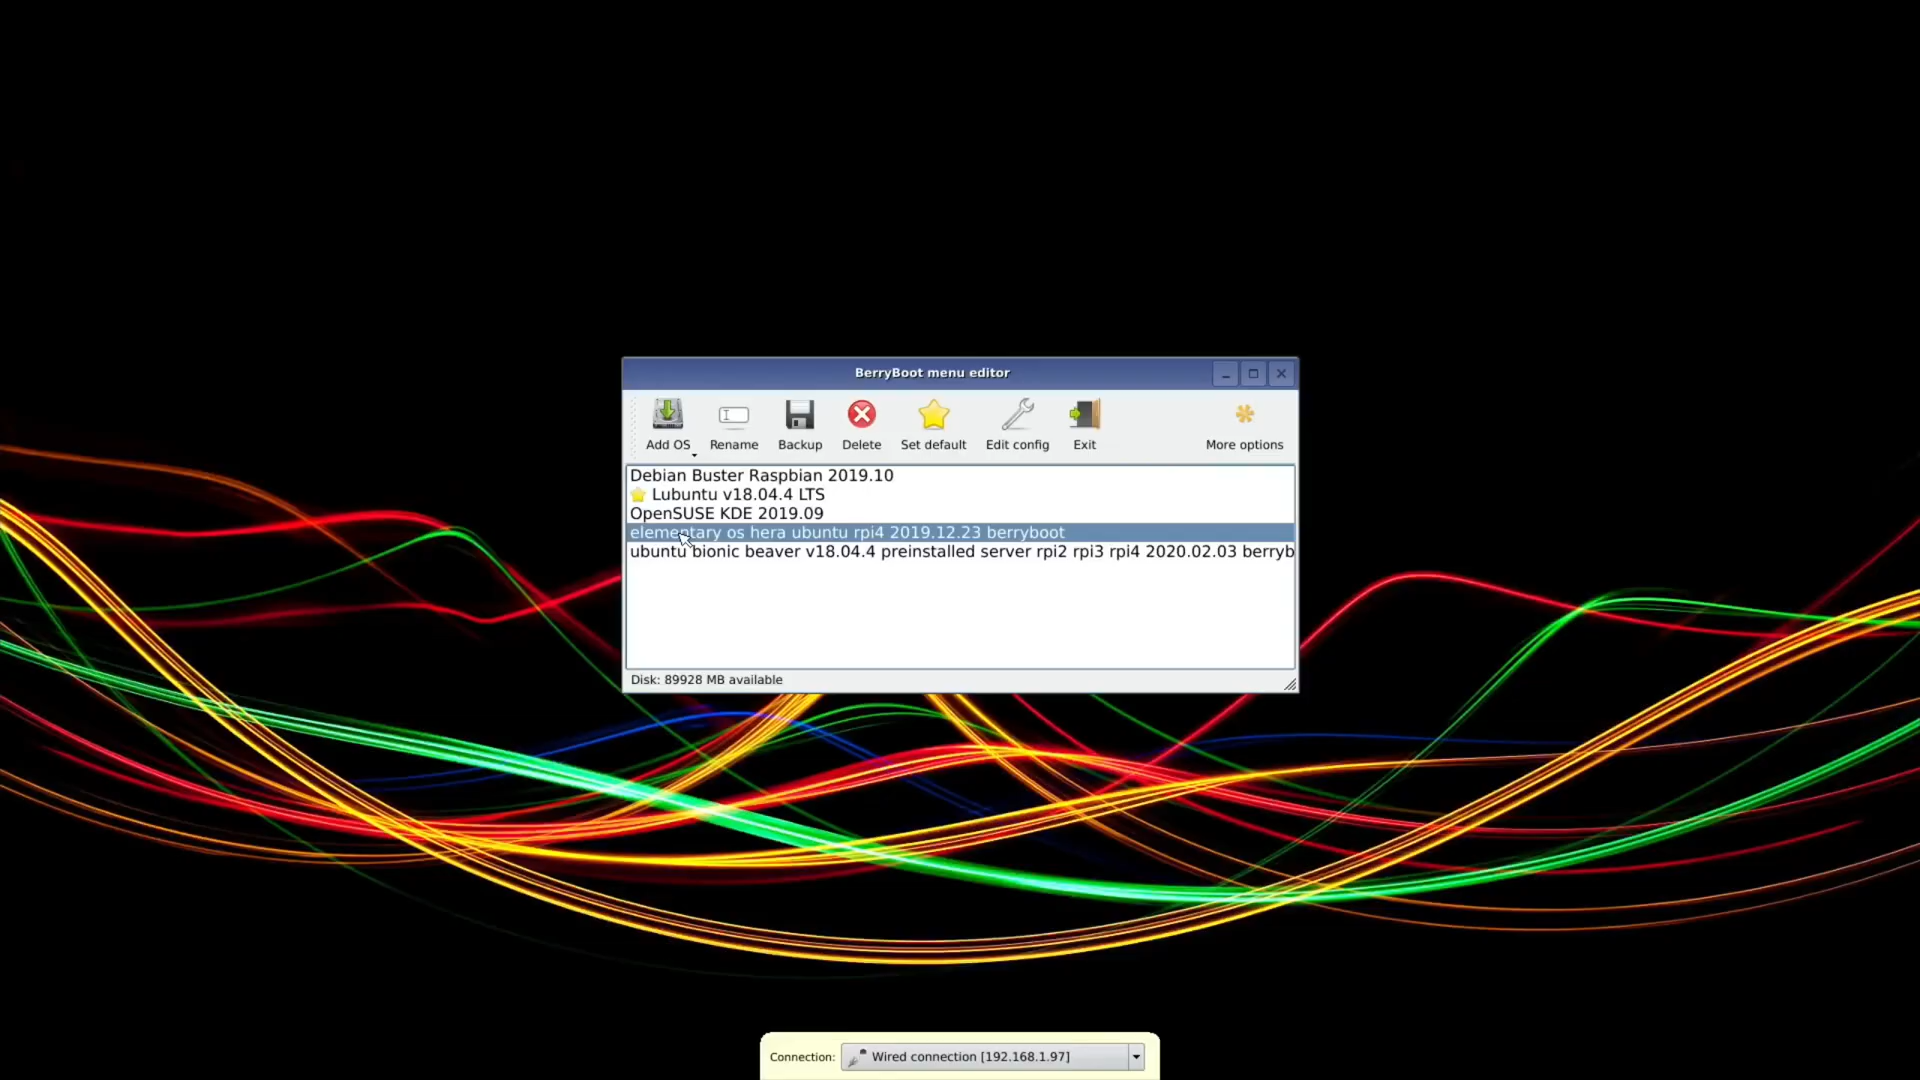 BerryBoot menu editor
Add OS Rename Backup Delete Set default Edit config Exit More options
Debian Buster Raspbian 2019.10
Lubuntu v18.04.4 LTS
OpenSUSE KDE 2019.09
elementary os hera ubuntu rpi4 2019.12.23 berryboot
ubuntu bionic beaver v18.04.4 preinstalled server rpi2 rpi3 rpi4 2020.02.03 berryb
Disk: 89928 MB available
Connection: Wired connection [192.168.1.97]